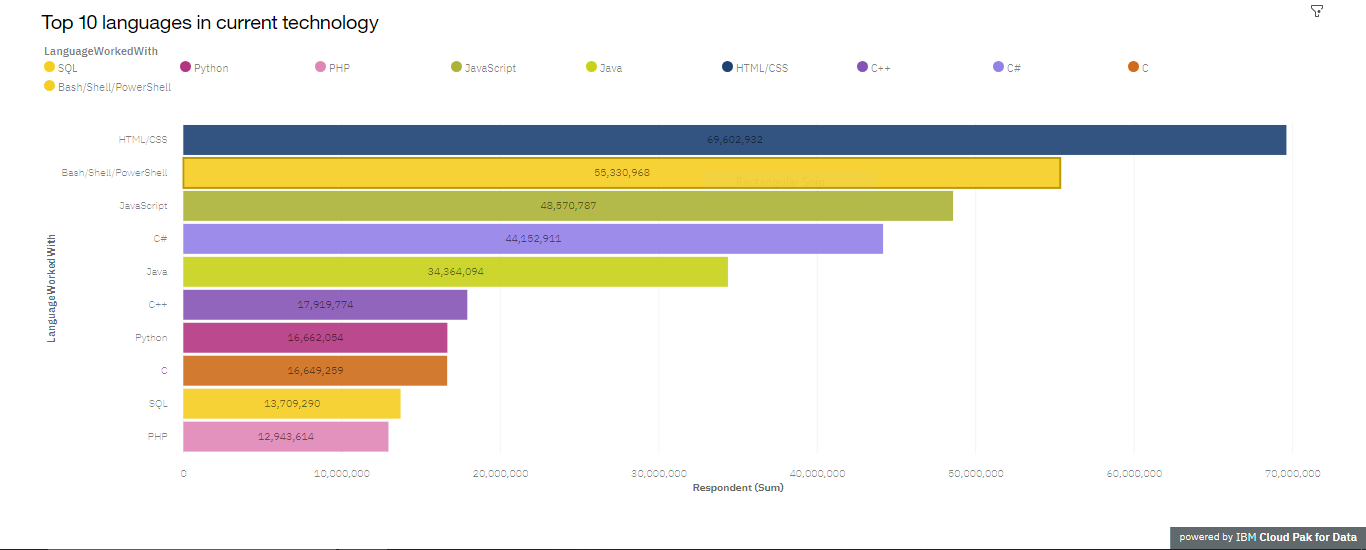 Top 10 languages in current technology
LanguageWorkedWith
SQL Python PHP JavaScript Java HTML/CSS C++ C# C
Bash/Shell/PowerShell
HTML/CSS 69,602,932
Bash/Shell/PowerShell 55,330,968
JavaScript 48,570,787
C# 44,152,911
Java 34,364,094
C++ 17,919,774
Python 16,662,054
C 16,649,259
SQL 13,709,290
PHP 12,943,614
LanguageWorkedWith
0 10,000,000 20,000,000 30,000,000 40,000,000 50,000,000 60,000,000 70,000,000
Respondent (Sum)
powered by IBM Cloud Pak for Data